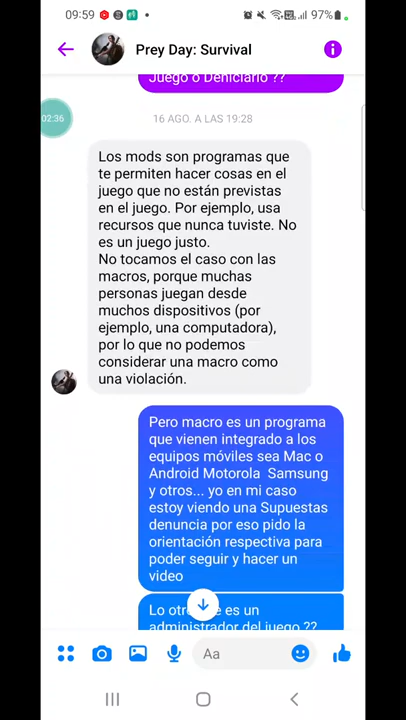 09:59
97%
Prey Day: Survival
Juego o Deniclarlo ??
02:36
16 AGO. A LAS 19:28
Los mods son programas que
te permiten hacer cosas en el
juego que no están previstas
en el juego. Por ejemplo, usa
recursos que nunca tuviste. No
es un juego justo.
No tocamos el caso con las
macros, porque muchas
personas juegan desde
muchos dispositivos (por
ejemplo, una computadora),
por lo que no podemos
considerar una macro como
una violación.
Pero macro es un programa
que vienen integrado a los
equipos móviles sea Mac o
Android Motorola Samsung
y otros... yo en mi caso
estoy viendo una Supuestas
denuncia por eso pido la
orientación respectiva para
poder seguir y hacer un
video
Lo es un
administrador del juego ??
Aa